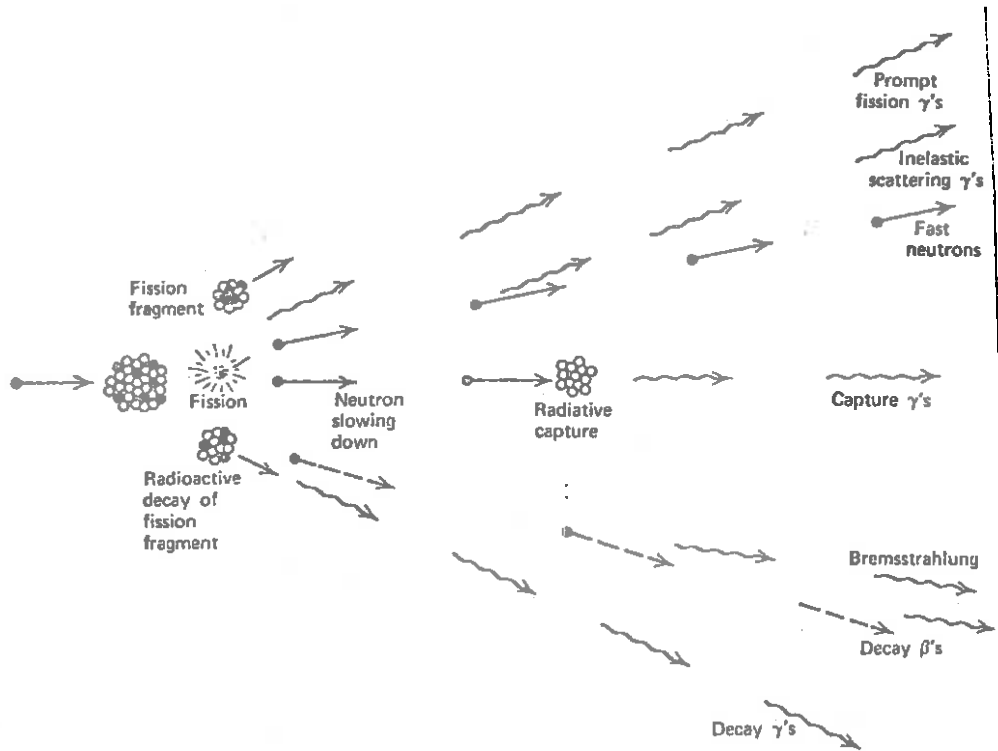 Prompt
fission γ's
Inelastic
scattering γ's
Fast
neutrons
Fission
fragment
Fission
Neutron
slowing
down
Radiative
capture
Capture γ's
Radioactive
decay of
fission
fragment
Bremsstrahlung
Decay β's
Decay γ's